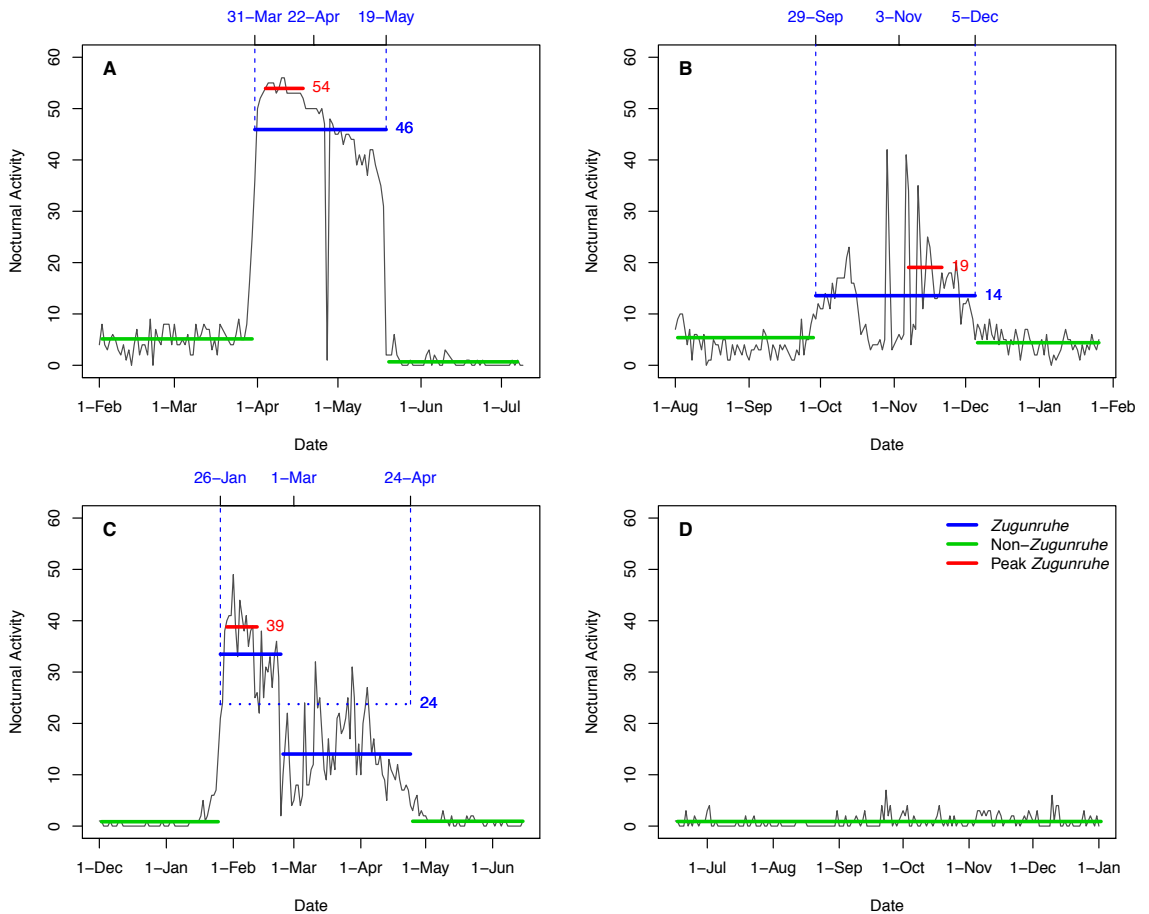 31−Mar 22−Apr 19−May
A
54
46
60
50
40
30
20
10
0
Nocturnal Activity
1−Feb 1−Mar 1−Apr 1−May 1−Jun 1−Jul
Date
29−Sep 3−Nov 5−Dec
B
19
14
60
50
40
30
20
10
0
Nocturnal Activity
1−Aug 1−Sep 1−Oct 1−Nov 1−Dec 1−Jan 1−Feb
Date
26−Jan 1−Mar 24−Apr
C
39
24
60
50
40
30
20
10
0
Nocturnal Activity
1−Dec 1−Jan 1−Feb 1−Mar 1−Apr 1−May 1−Jun
Date
D
Zugunruhe
Non−Zugunruhe
Peak Zugunruhe
60
50
40
30
20
10
0
Nocturnal Activity
1−Jul 1−Aug 1−Sep 1−Oct 1−Nov 1−Dec 1−Jan
Date